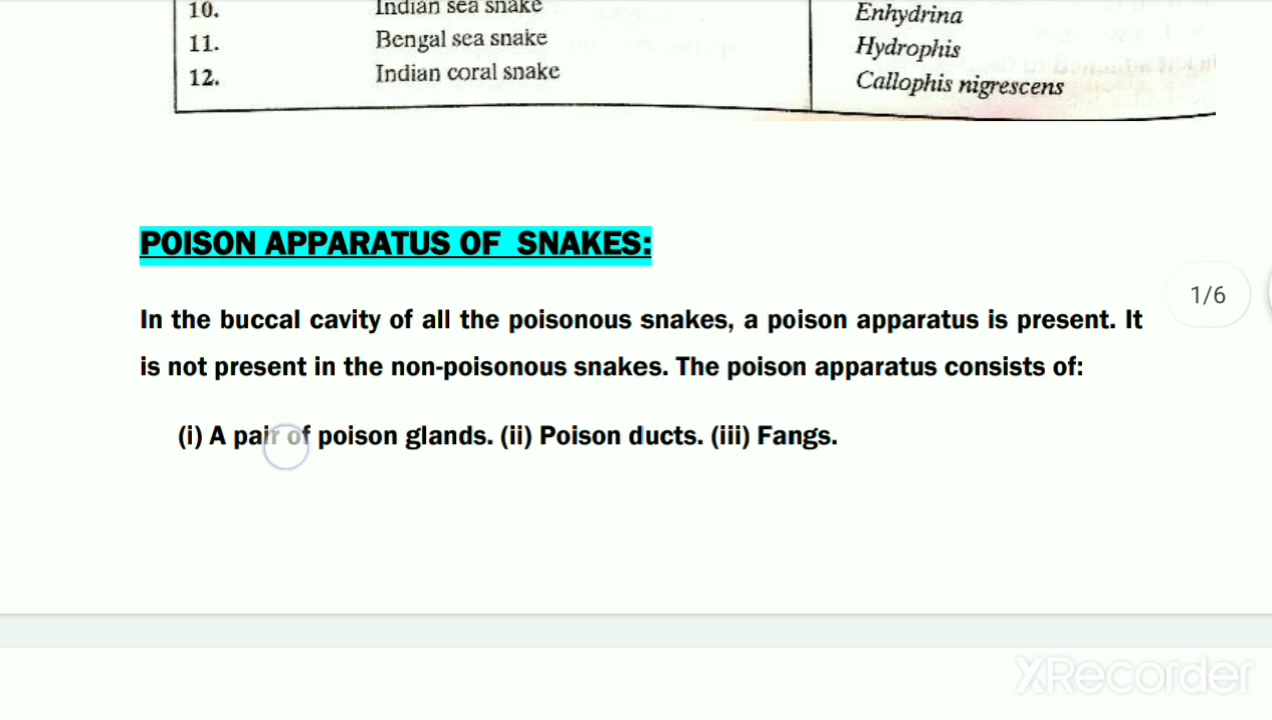 10. Indian sea snake Enhydrina
11. Bengal sea snake Hydrophis
12. Indian coral snake Callophis nigrescens
POISON APPARATUS OF SNAKES:
1/6
In the buccal cavity of all the poisonous snakes, a poison apparatus is present. It
is not present in the non-poisonous snakes. The poison apparatus consists of:
(i) A pair of poison glands. (ii) Poison ducts. (iii) Fangs.
XRecorder